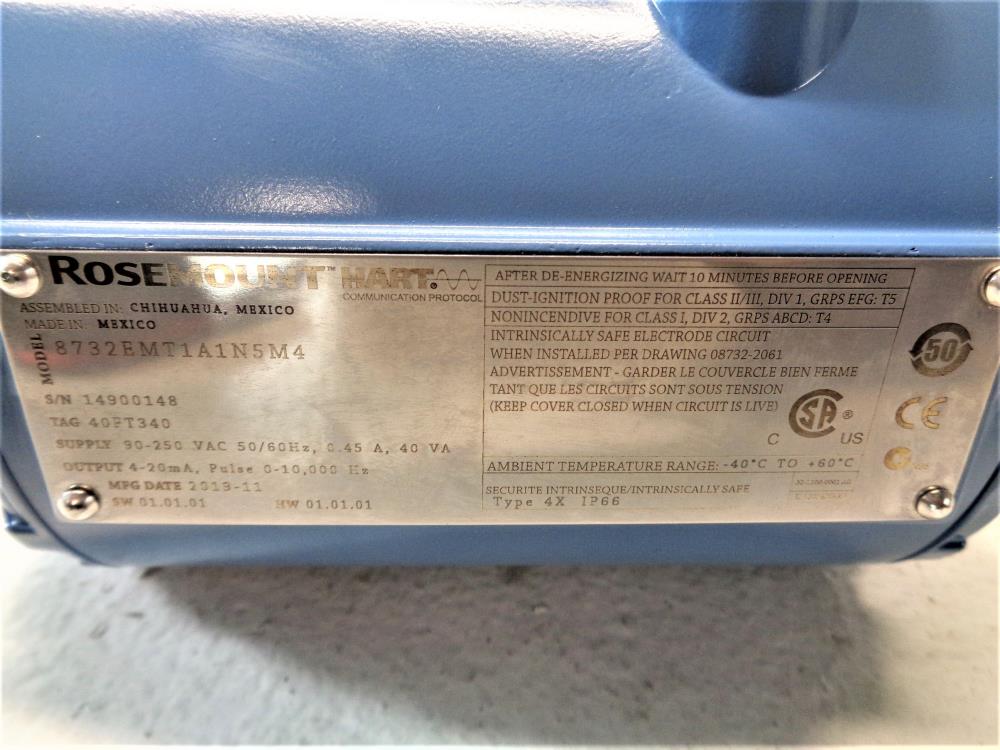 ROSEMOUNT™ HART®
COMMUNICATION PROTOCOL
ASSEMBLED IN: CHIHUAHUA, MEXICO
MADE IN: MEXICO
MODEL
8732EMT1A1N5M4
S/N 14900148
TAG 40FT340
SUPPLY 90-250 VAC 50/60Hz, 0.45 A, 40 VA
OUTPUT 4-20mA, Pulse 0-10,000 Hz
MFG DATE 2013-11
SW 01.01.01 HW 01.01.01
AFTER DE-ENERGIZING WAIT 10 MINUTES BEFORE OPENING
DUST-IGNITION PROOF FOR CLASS II/III, DIV 1, GRPS EFG: T5
NONINCENDIVE FOR CLASS I, DIV 2, GRPS ABCD: T4
INTRINSICALLY SAFE ELECTRODE CIRCUIT
WHEN INSTALLED PER DRAWING 08732-2061
ADVERTISSEMENT - GARDER LE COUVERCLE BIEN FERME
TANT QUE LES CIRCUITS SONT SOUS TENSION
(KEEP COVER CLOSED WHEN CIRCUIT IS LIVE)
C SA® US
AMBIENT TEMPERATURE RANGE: -40°C TO +60°C
SECURITE INTRINSEQUE/INTRINSICALLY SAFE
Type 4X IP66
50
CE